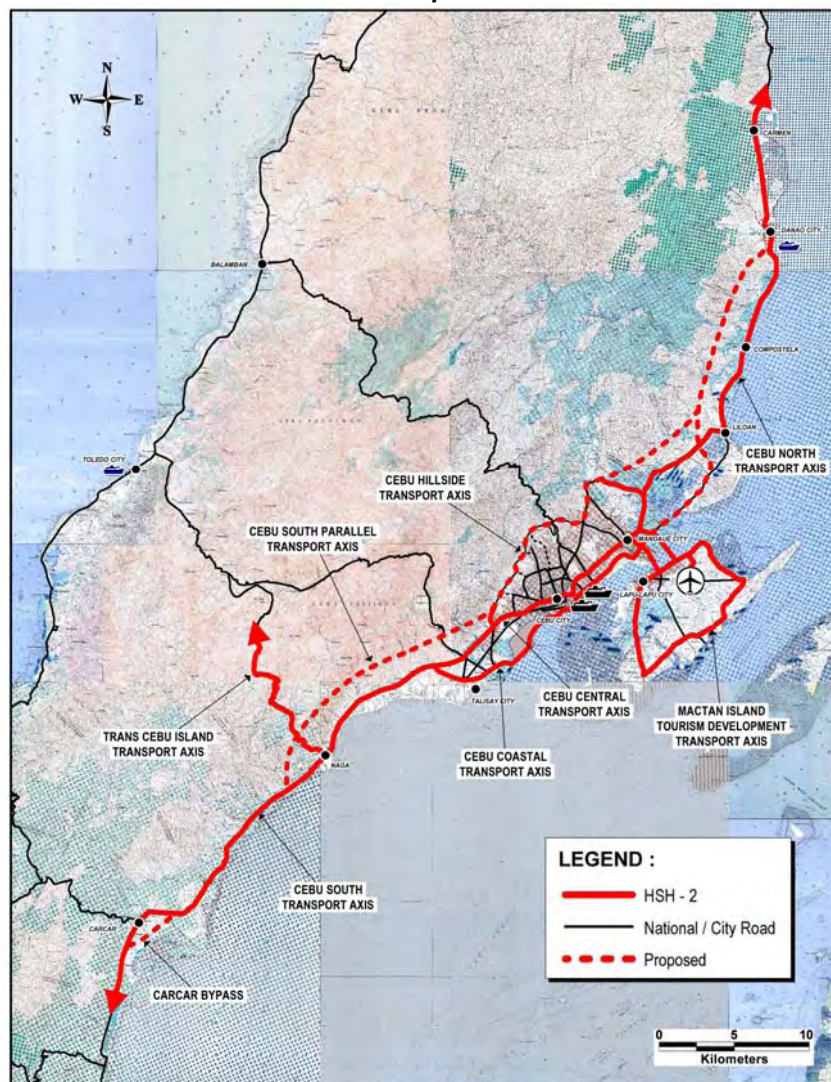 N
W E
S
CARMEN
DANAO CITY
BALAMBAN
COMPOSTELA
LILOAN
CEBU NORTH
TRANSPORT AXIS
TOLEDO CITY
CEBU HILLSIDE
TRANSPORT AXIS
CEBU SOUTH PARALLEL
TRANSPORT AXIS
MANDAUE CITY
LAPU-LAPU CITY
CEBU CITY
TALISAY CITY
CEBU CENTRAL
TRANSPORT AXIS
MACTAN ISLAND
TOURISM DEVELOPMENT
TRANSPORT AXIS
TRANS CEBU ISLAND
TRANSPORT AXIS
CEBU COASTAL
TRANSPORT AXIS
NAGA
CEBU SOUTH
TRANSPORT AXIS
CARCAR
CARCAR BYPASS
LEGEND :
HSH - 2
National / City Road
Proposed
0 5 10
Kilometers